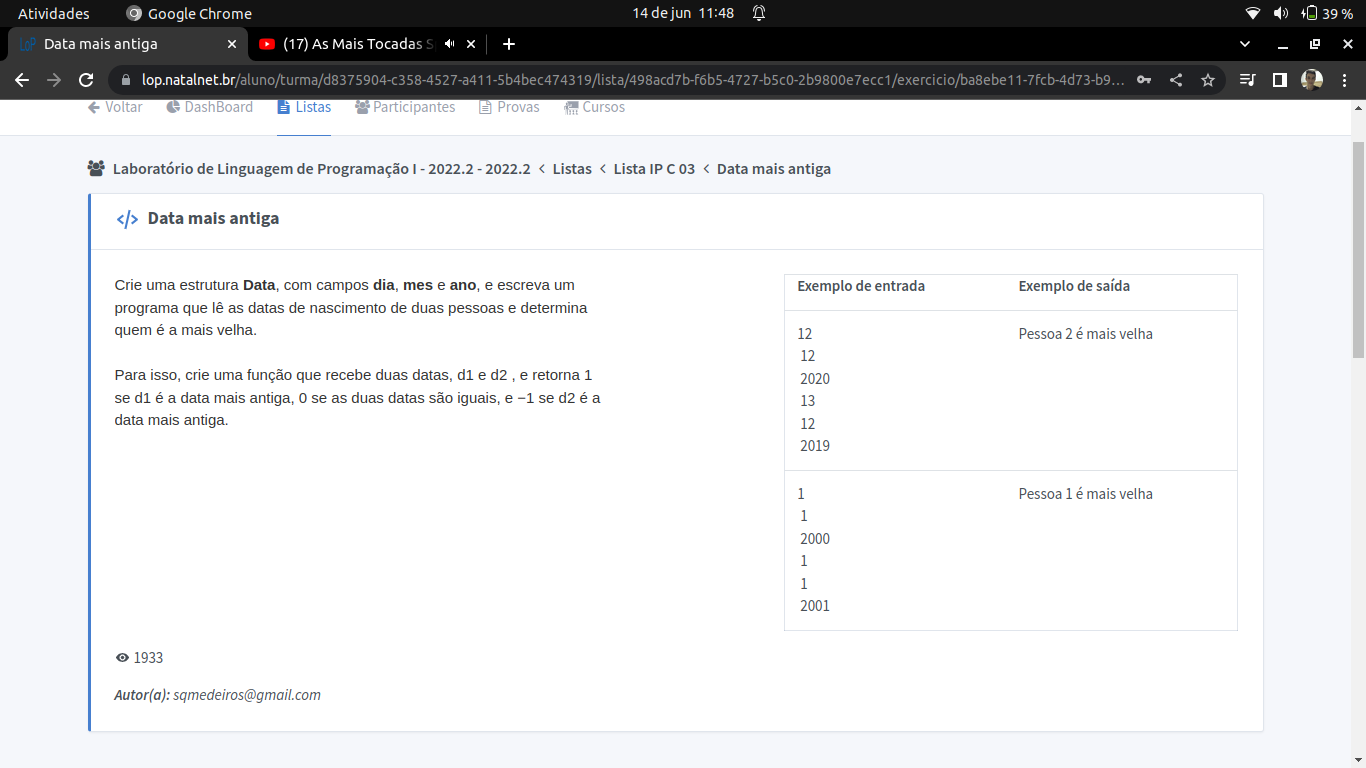 Atividades
Google Chrome
14 de jun 11:48
39 %
Data mais antiga
(17) As Mais Tocadas S
lop.natalnet.br/aluno/turma/d8375904-c358-4527-a411-5b4bec474319/lista/498acd7b-f6b5-4727-b5c0-2b9800e7ecc1/exercicio/ba8ebe11-7fcb-4d73-b9...
Voltar
DashBoard
Listas
Participantes
Provas
Cursos
Laboratório de Linguagem de Programação I - 2022.2 - 2022.2 < Listas < Lista IP C 03 < Data mais antiga
</> Data mais antiga
Crie uma estrutura Data, com campos dia, mes e ano, e escreva um
programa que lê as datas de nascimento de duas pessoas e determina
quem é a mais velha.
Para isso, crie uma função que recebe duas datas, d1 e d2 , e retorna 1
se d1 é a data mais antiga, 0 se as duas datas são iguais, e −1 se d2 é a
data mais antiga.
Exemplo de entrada
Exemplo de saída
12
12
2020
13
12
2019
Pessoa 2 é mais velha
1
1
2000
1
1
2001
Pessoa 1 é mais velha
1933
Autor(a): sqmedeiros@gmail.com